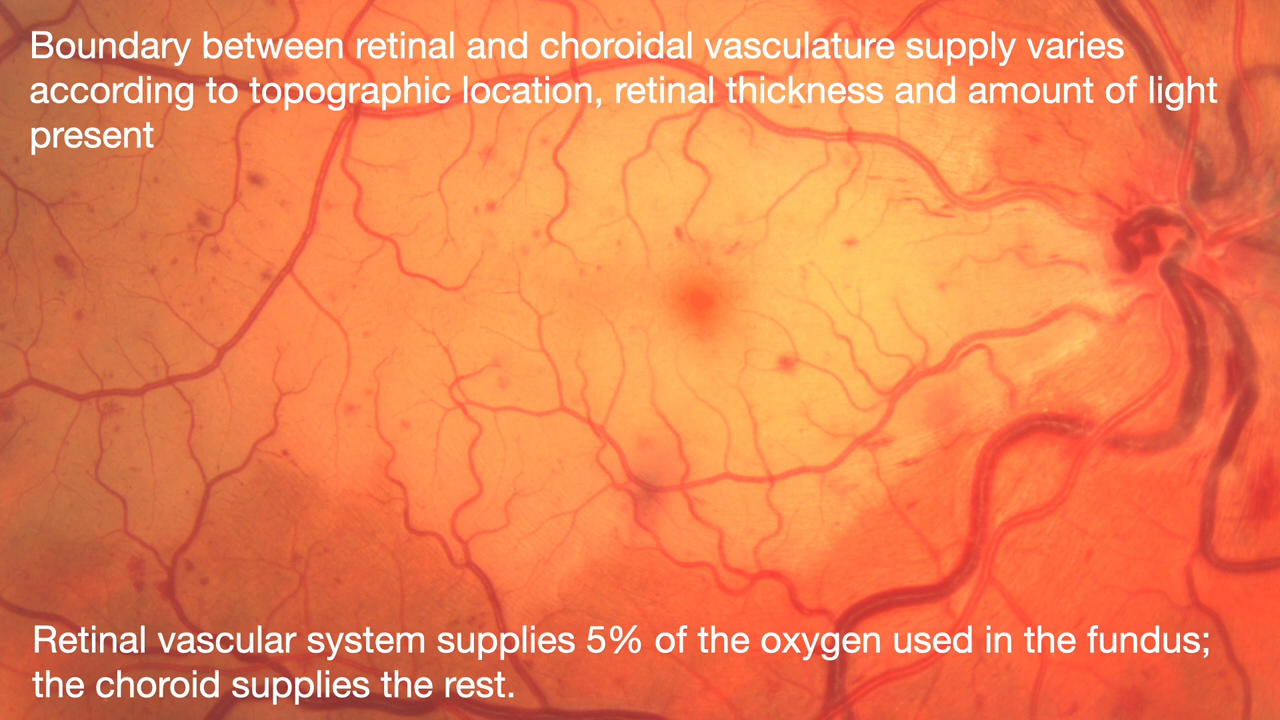 Boundary between retinal and choroidal vasculature supply varies
according to topographic location, retinal thickness and amount of light
present
Retinal vascular system supplies 5% of the oxygen used in the fundus;
the choroid supplies the rest.